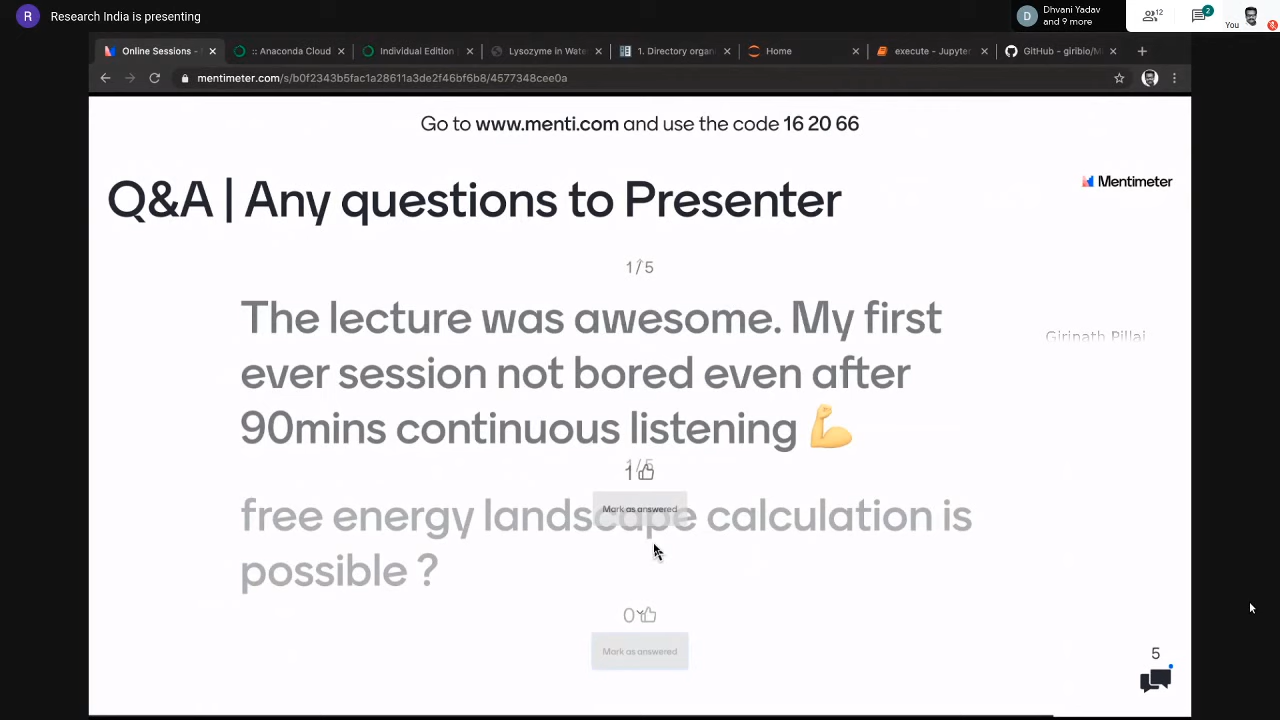 R Research India is presenting
D Dhvani Yadav and 9 more
12
2
You
Online Sessions -
:: Anaconda Cloud
Individual Edition |
Lysozyme in Wate
1. Directory organ
Home
execute - Jupyter
GitHub - giribio/M
mentimeter.com/s/b0f2343b5fac1a28611a3de2f46bf6b8/4577348cee0a
Go to www.menti.com and use the code 16 20 66
Mentimeter
Q&A | Any questions to Presenter
1/5
The lecture was awesome. My first
ever session not bored even after
90mins continuous listening 💪
Girinath Pillai
1/5
1
Mark as answered
free energy landscape calculation is
possible ?
0
Mark as answered
5